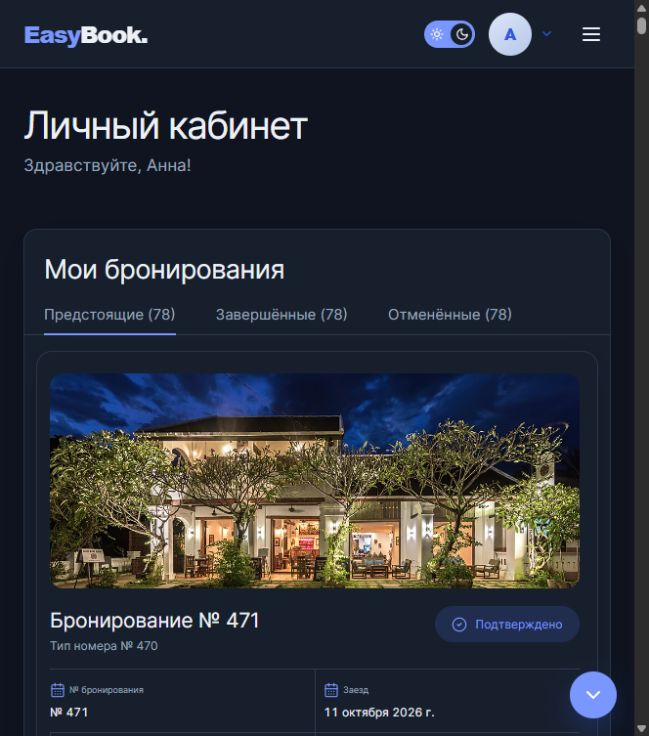 EasyBook.
A
Личный кабинет
Здравствуйте, Анна!
Мои бронирования
Предстоящие (78) Завершённые (78) Отменённые (78)
Бронирование № 471
Подтверждено
Тип номера № 470
№ бронирования
№ 471
Заезд
11 октября 2026 г.